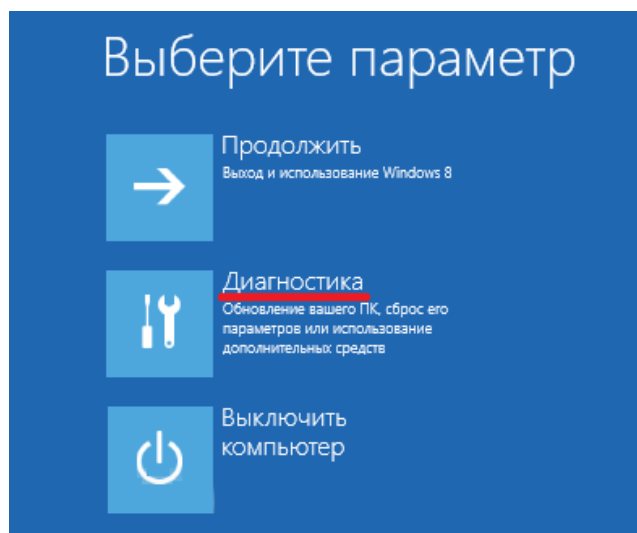 Выберите параметр
Продолжить
Выход и использование Windows 8
Диагностика
Обновление вашего ПК, сброс его
параметров или использование
дополнительных средств
Выключить
компьютер